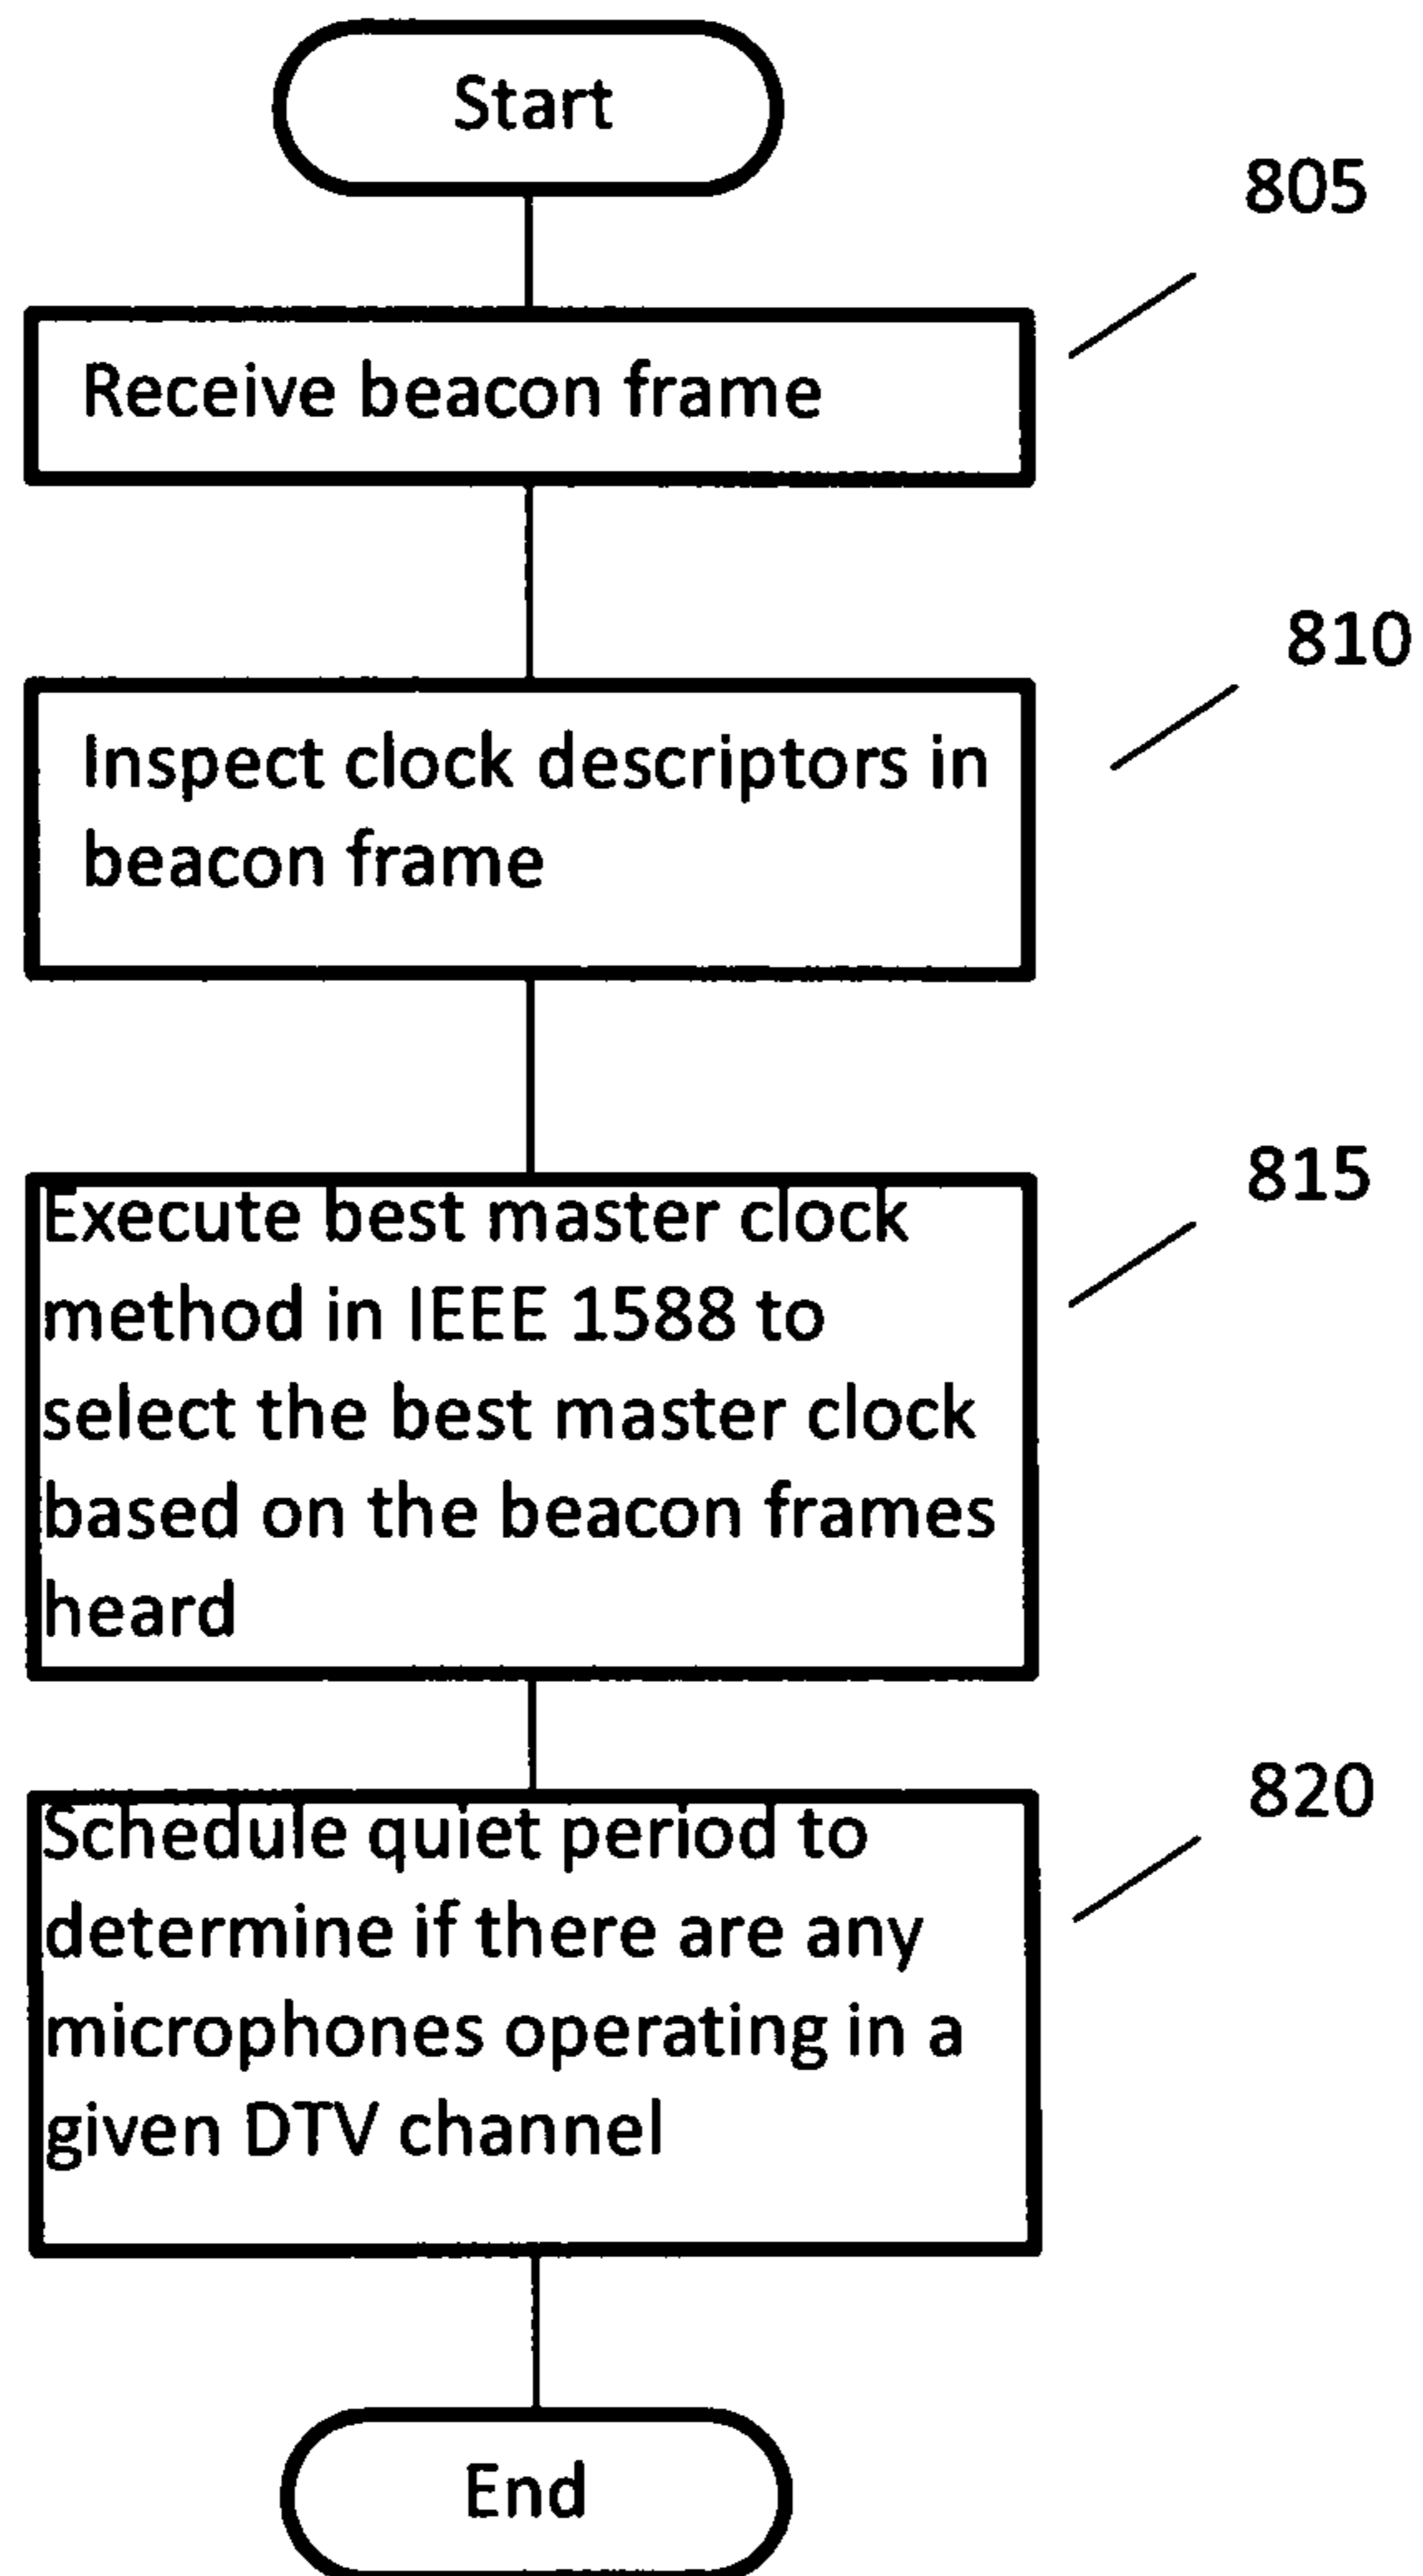 Start
805
Receive beacon frame
810
Inspect clock descriptors in
beacon frame
815
Execute best master clock
method in IEEE 1588 to
select the best master clock
based on the beacon frames
heard
820
Schedule quiet period to
determine if there are any
microphones operating in a
given DTV channel
End